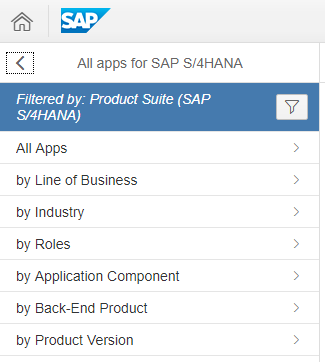 SAP
All apps for SAP S/4HANA
Filtered by: Product Suite (SAP
S/4HANA)
All Apps
by Line of Business
by Industry
by Roles
by Application Component
by Back-End Product
by Product Version